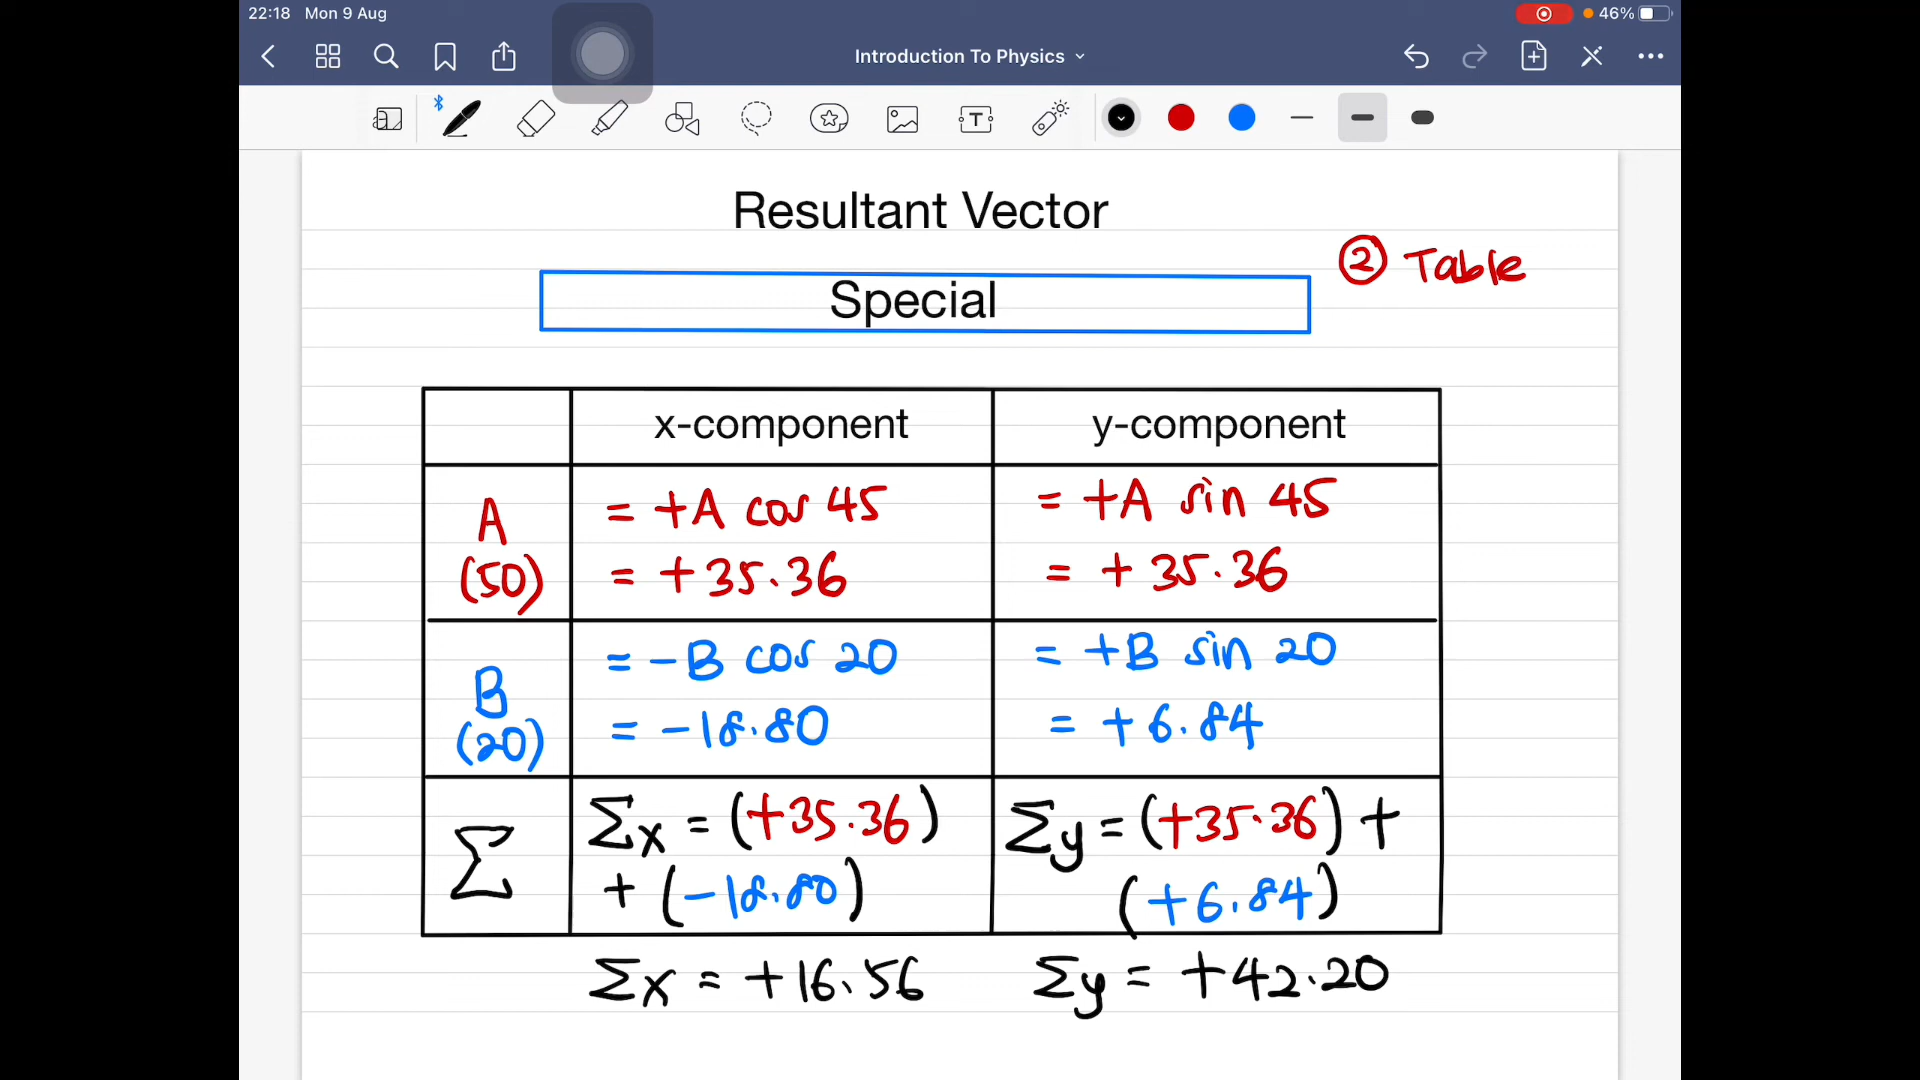 22:18 Mon 9 Aug
46%
Introduction To Physics
T
Resultant Vector
② Table
Special
x-component
y-component
A
(50)
= +A cos 45
= +35.36
= +A sin 45
= +35.36
B
(20)
= -B cos 20
= -18.80
= +B sin 20
= +6.84
Σ
Σx = (+35.36)
+ (-18.80)
Σy = (+35.36) +
(+6.84)
Σx = +16.56
Σy = +42.20